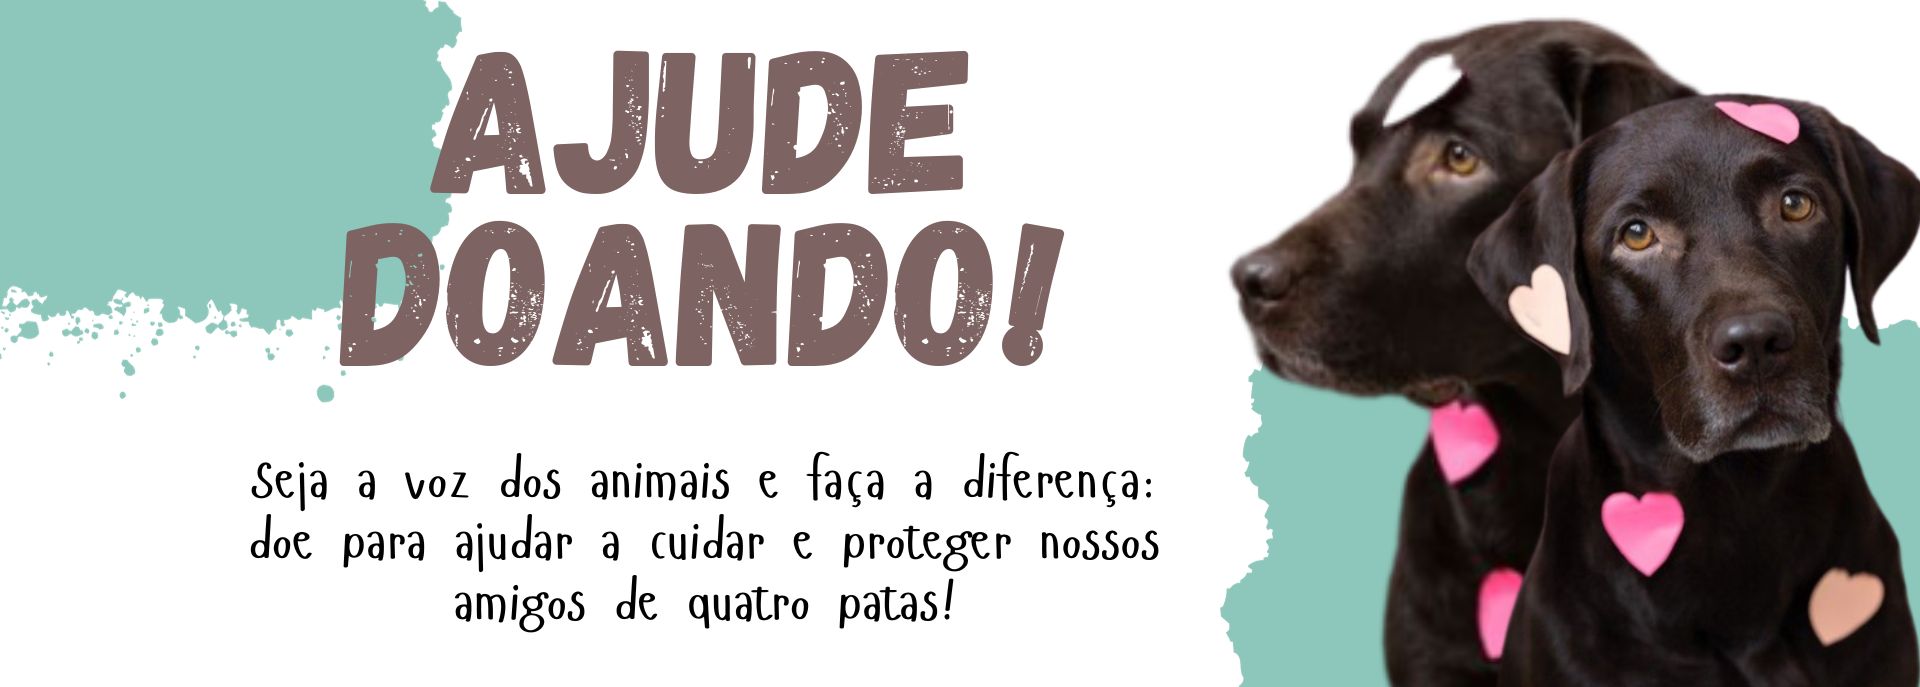 AJUDE
DOANDO!
Seja a voz dos animais e faça a diferença:
doe para ajudar a cuidar e proteger nossos
amigos de quatro patas!